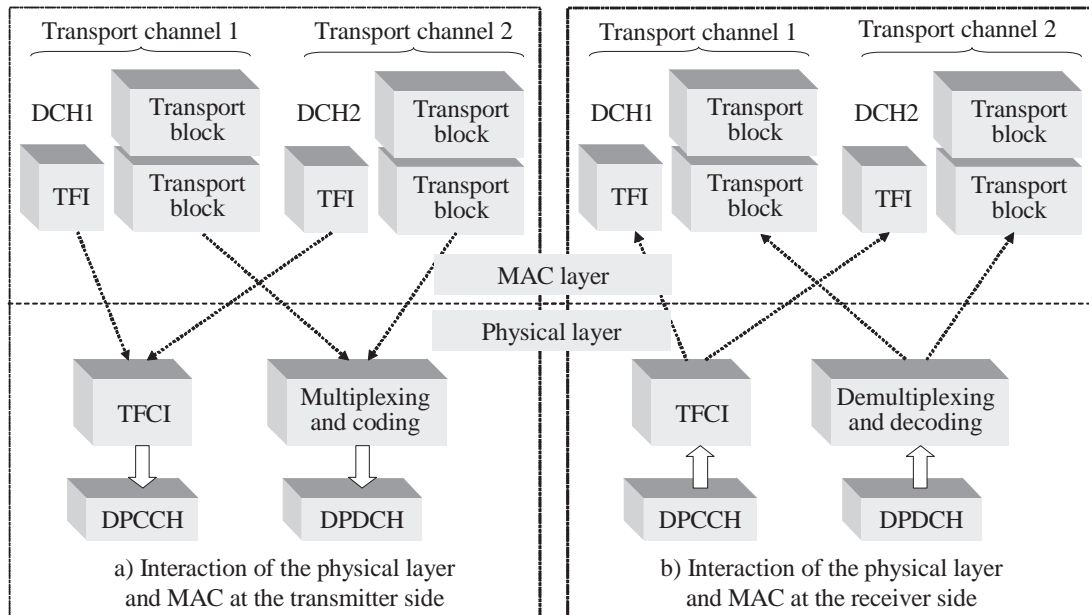 Transport channel 1
Transport channel 2
DCH1
Transport
block
DCH2
Transport
block
TFI
Transport
block
TFI
Transport
block
TFCI
Multiplexing
and coding
DPCCH
DPDCH
a) Interaction of the physical layer
and MAC at the transmitter side
MAC layer
Physical layer
Transport channel 1
Transport channel 2
DCH1
Transport
block
DCH2
Transport
block
TFI
Transport
block
TFI
Transport
block
TFCI
Demultiplexing
and decoding
DPCCH
DPDCH
b) Interaction of the physical layer
and MAC at the receiver side